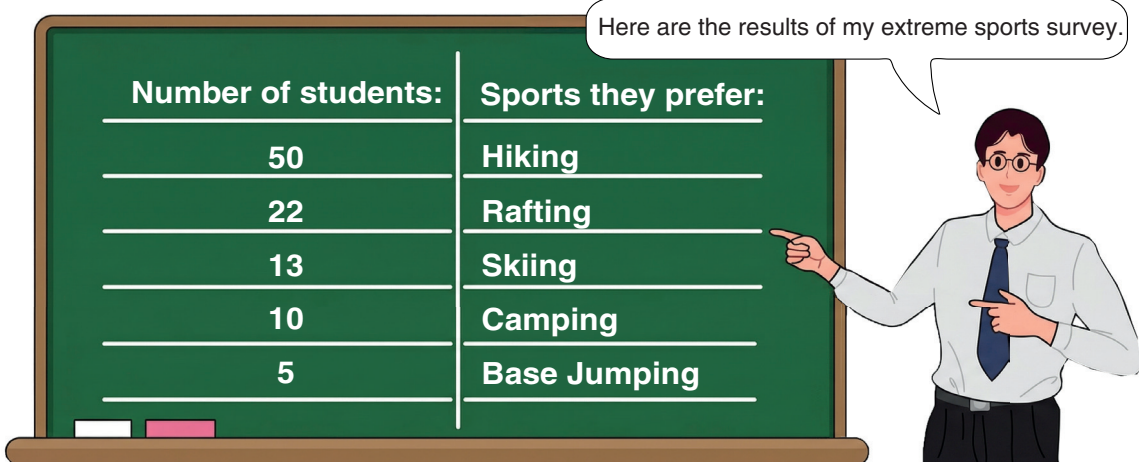 Here are the results of my extreme sports survey.
Number of students: Sports they prefer:
50 Hiking
22 Rafting
13 Skiing
10 Camping
5 Base Jumping